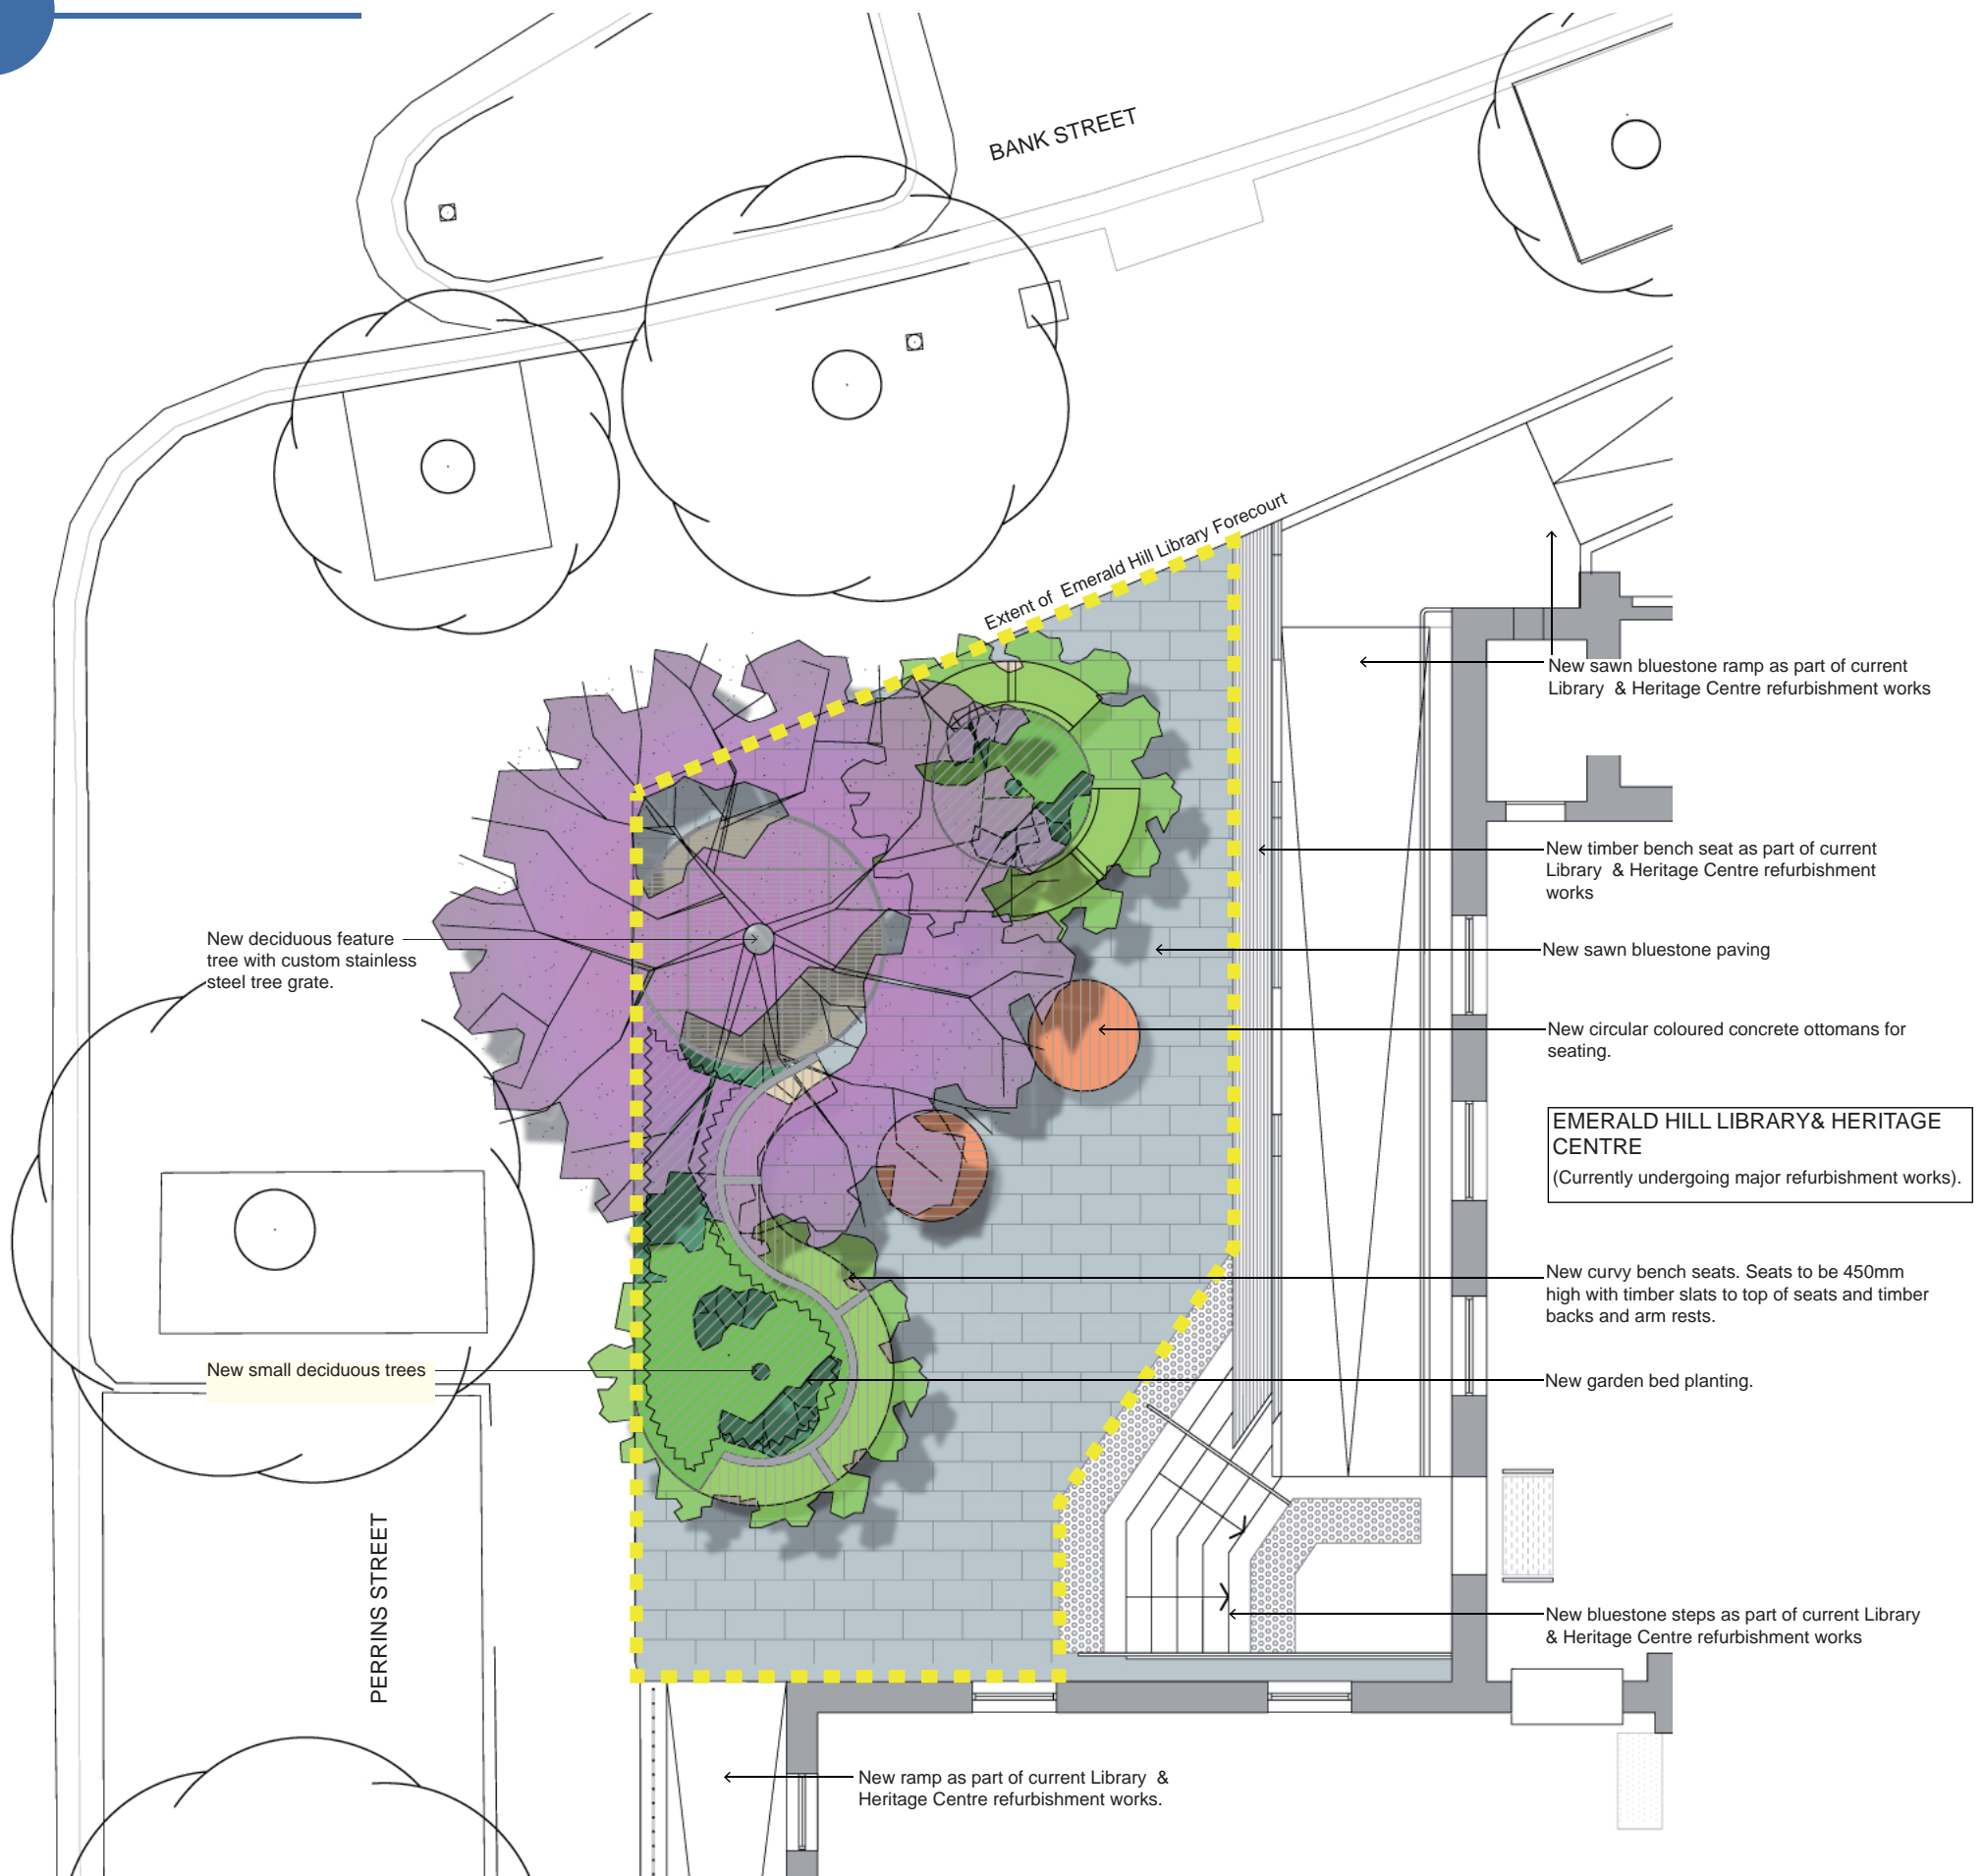 BANK STREET
Extent of Emerald Hill Library Forecourt
New sawn bluestone ramp as part of current
Library & Heritage Centre refurbishment works
New timber bench seat as part of current
Library & Heritage Centre refurbishment
works
New deciduous feature
tree with custom stainless
steel tree grate.
New sawn bluestone paving
New circular coloured concrete ottomans for
seating.
EMERALD HILL LIBRARY& HERITAGE
CENTRE
(Currently undergoing major refurbishment works).
New curvy bench seats. Seats to be 450mm
high with timber slats to top of seats and timber
backs and arm rests.
New small deciduous trees
New garden bed planting.
PERRINS STREET
New bluestone steps as part of current Library
& Heritage Centre refurbishment works
New ramp as part of current Library &
Heritage Centre refurbishment works.